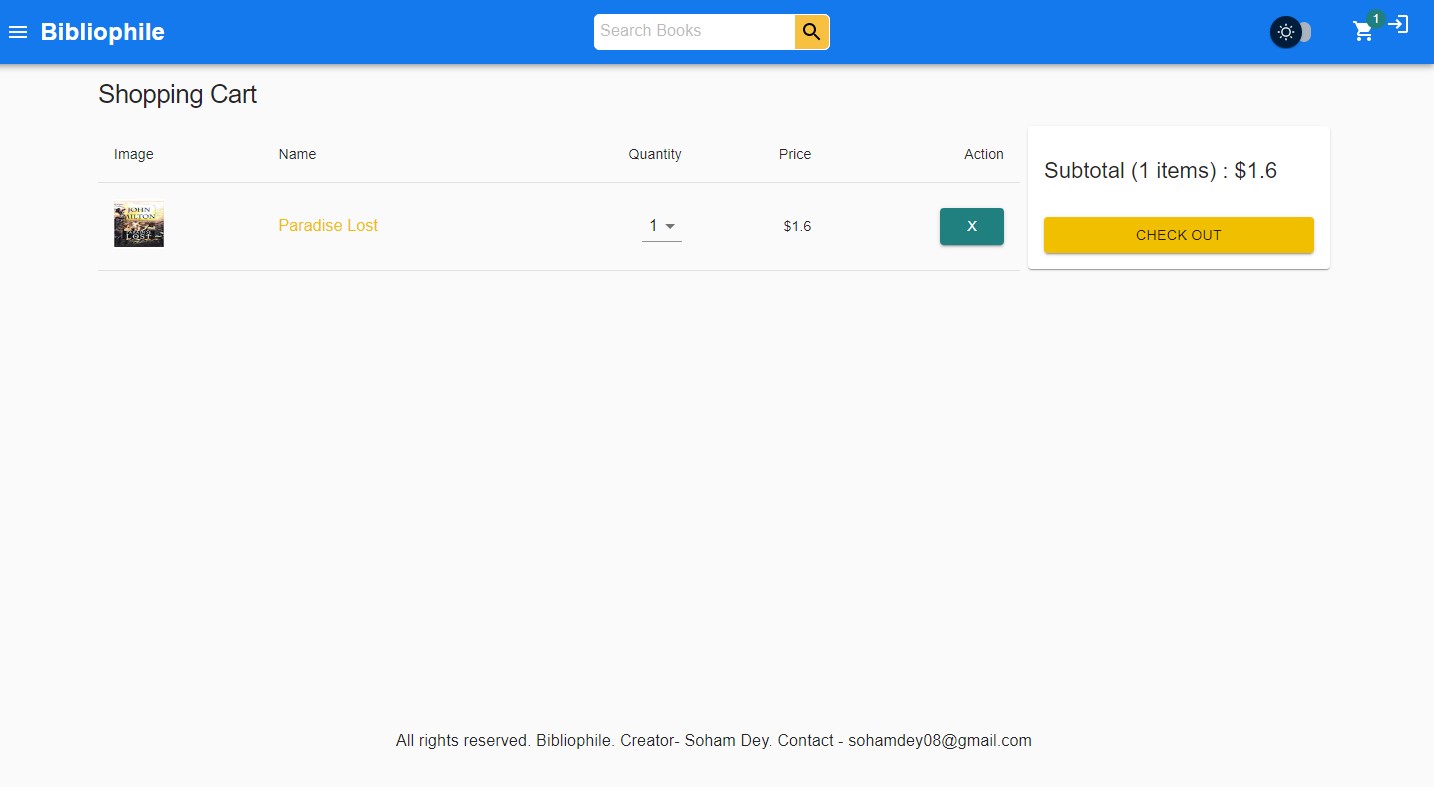 Bibliophile
Search Books
1
Shopping Cart
Image Name Quantity Price Action
JOHN
MILTON
LOST
Paradise Lost 1 $1.6 X
Subtotal (1 items) : $1.6
CHECK OUT
All rights reserved. Bibliophile. Creator- Soham Dey. Contact - sohamdey08@gmail.com